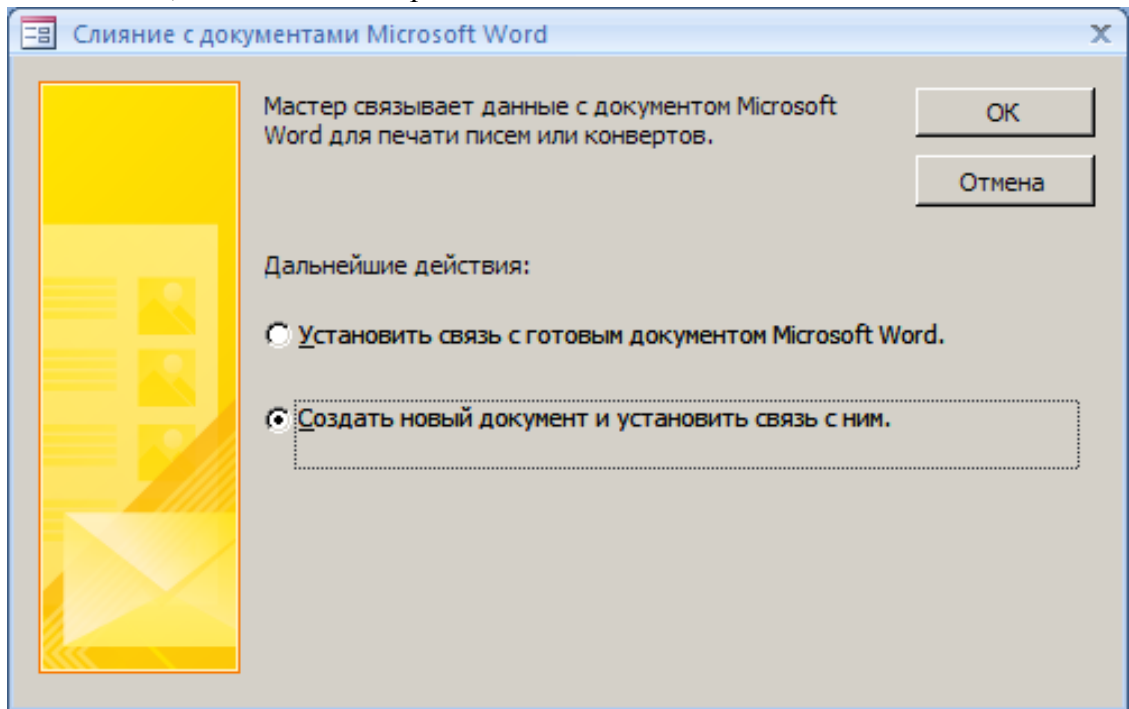 Слияние с документами Microsoft Word
Мастер связывает данные с документом Microsoft
Word для печати писем или конвертов.
OK
Отмена
Дальнейшие действия:
Установить связь с готовым документом Microsoft Word.
Создать новый документ и установить связь с ним.